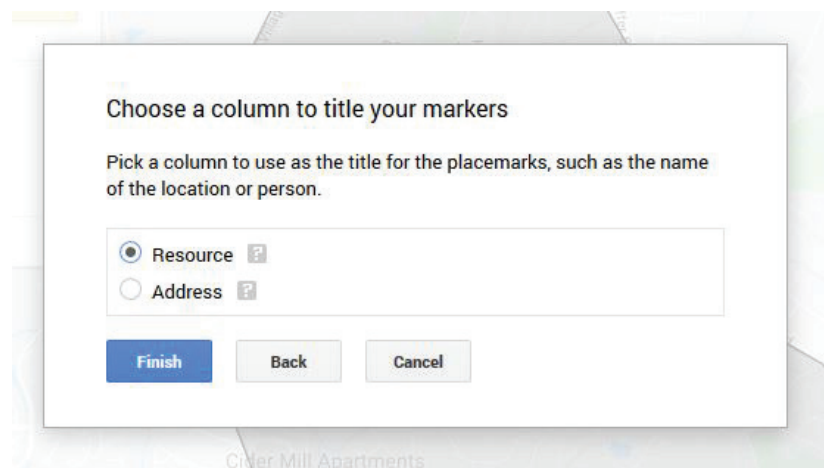 Choose a column to title your markers
Pick a column to use as the title for the placemarks, such as the name
of the location or person.
Resource ?
Address ?
Finish Back Cancel
Cider Mill Apartments